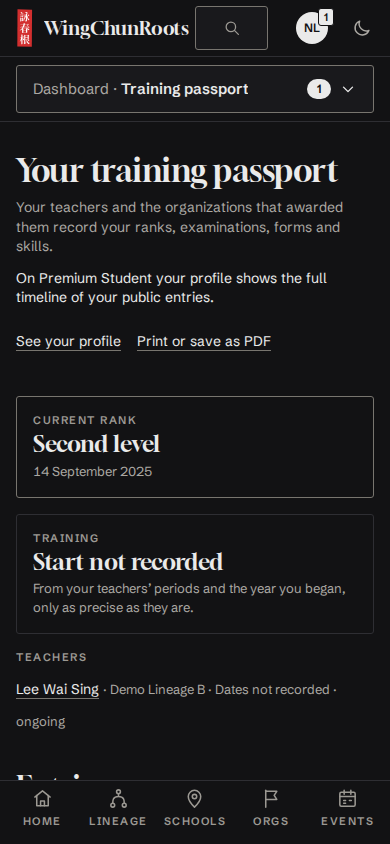 詠春根
WingChunRoots
NL
1
Dashboard · Training passport
1
Your training passport
Your teachers and the organizations that awarded
them record your ranks, examinations, forms and
skills.
On Premium Student your profile shows the full
timeline of your public entries.
See your profile
Print or save as PDF
CURRENT RANK
Second level
14 September 2025
TRAINING
Start not recorded
From your teachers’ periods and the year you began,
only as precise as they are.
TEACHERS
Lee Wai Sing · Demo Lineage B · Dates not recorded ·
ongoing
HOME
LINEAGE
SCHOOLS
ORGS
EVENTS